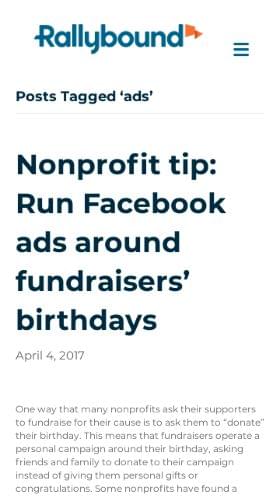 Rallybound
Posts Tagged ‘ads’
Nonprofit tip:
Run Facebook
ads around
fundraisers’
birthdays
April 4, 2017
One way that many nonprofits ask their supporters
to fundraise for their cause is to ask them to “donate”
their birthday. This means that fundraisers operate a
personal campaign around their birthday, asking
friends and family to donate to their campaign
instead of giving them personal gifts or
congratulations. Some nonprofits have found a